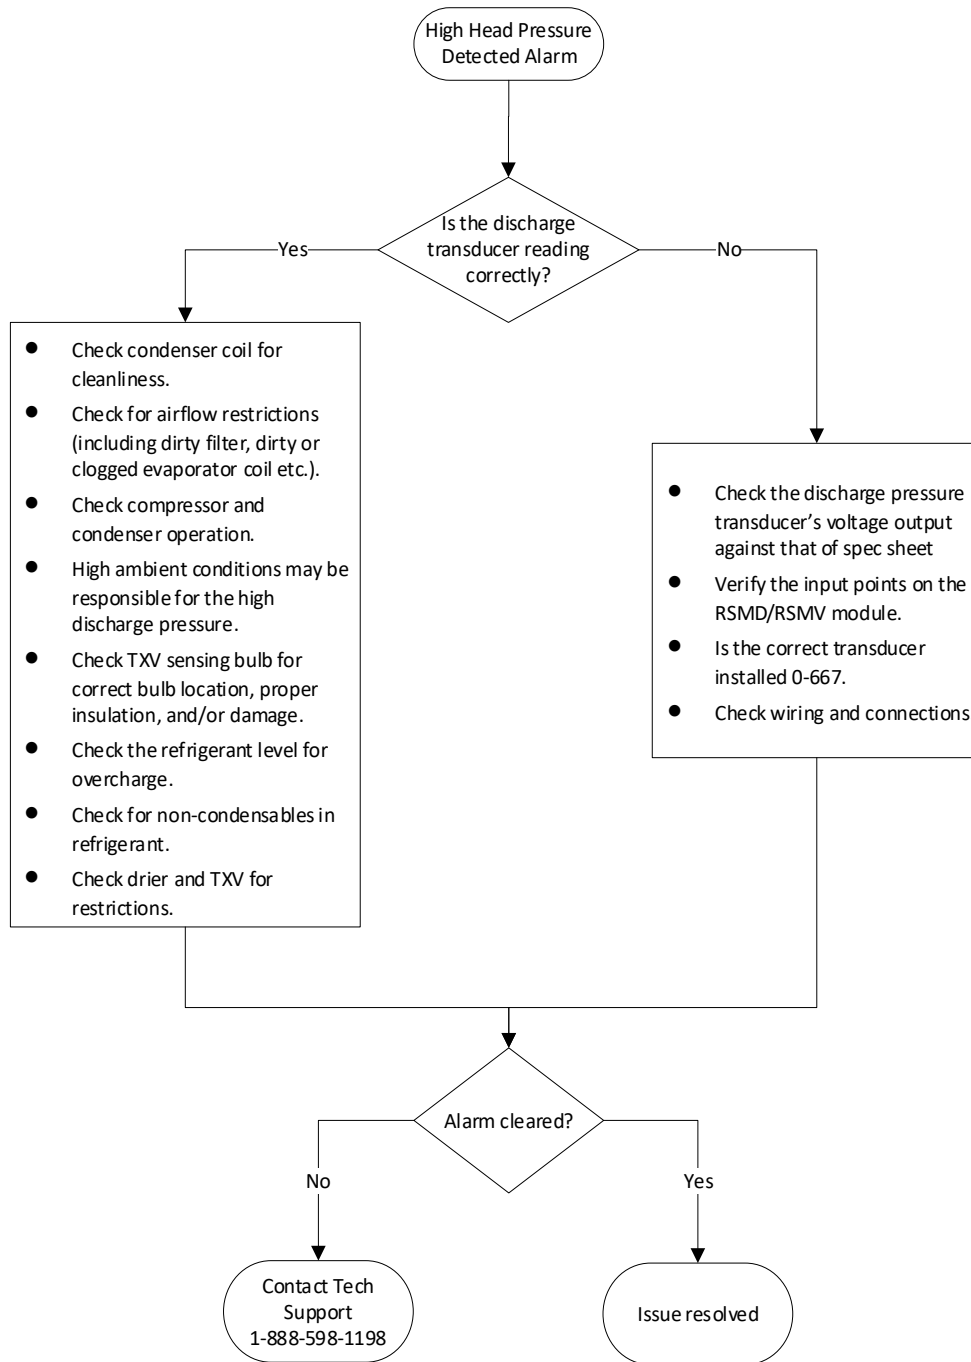 High Head Pressure
Detected Alarm
Is the discharge
transducer reading
correctly?
Yes
No
● Check condenser coil for
cleanliness.
● Check for airflow restrictions
(including dirty filter, dirty or
clogged evaporator coil etc.).
● Check compressor and
condenser operation.
● High ambient conditions may be
responsible for the high
discharge pressure.
● Check TXV sensing bulb for
correct bulb location, proper
insulation, and/or damage.
● Check the refrigerant level for
overcharge.
● Check for non-condensables in
refrigerant.
● Check drier and TXV for
restrictions.
● Check the discharge pressure
transducer’s voltage output
against that of spec sheet
● Verify the input points on the
RSMD/RSMV module.
● Is the correct transducer
installed 0-667.
● Check wiring and connections
Alarm cleared?
No
Yes
Contact Tech
Support
1-888-598-1198
Issue resolved